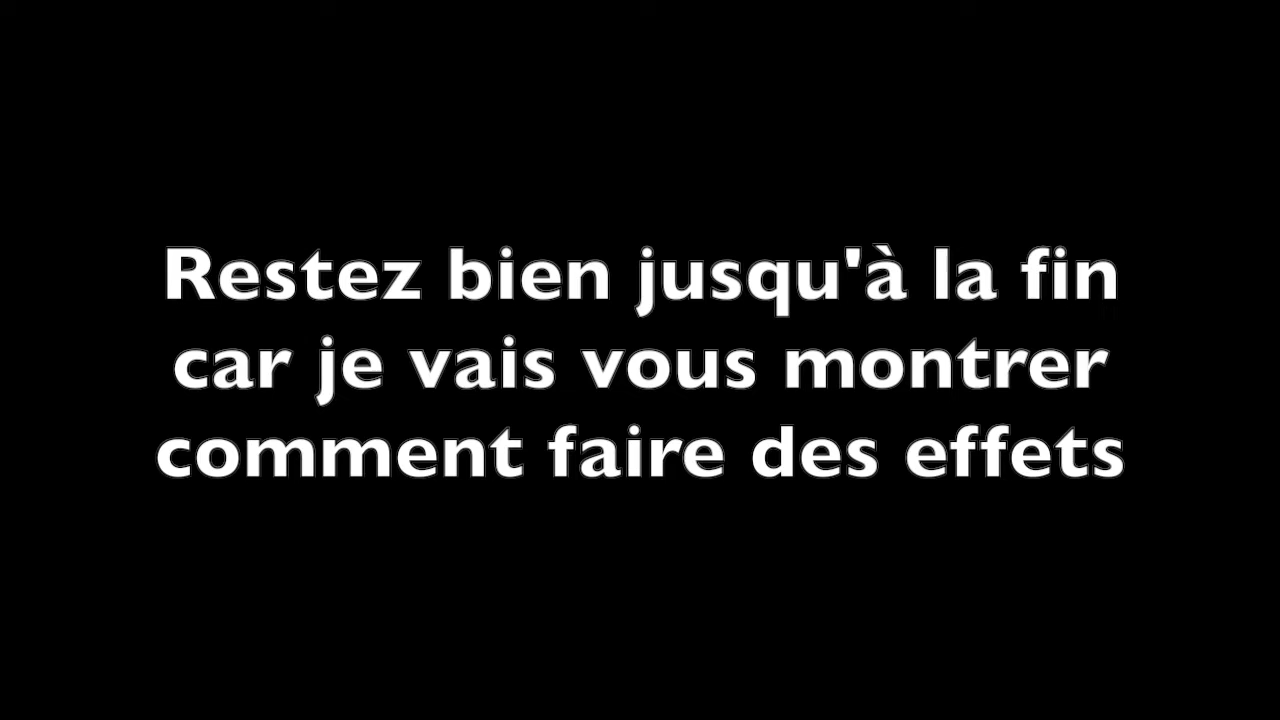 Restez bien jusqu'à la fin
car je vais vous montrer
comment faire des effets